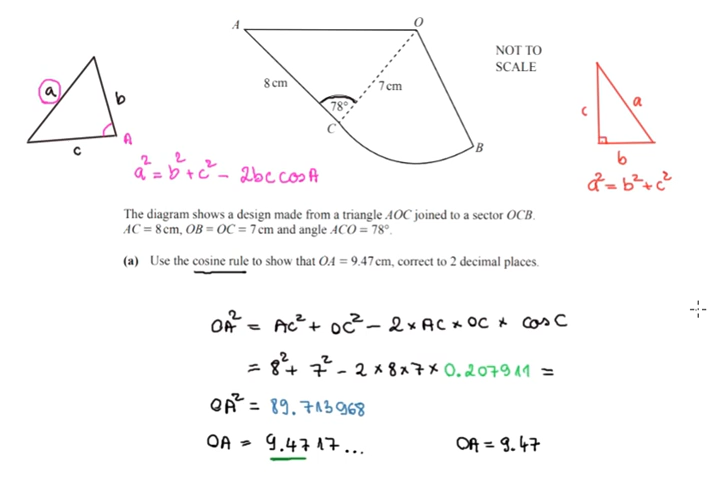 A
O
NOT TO
SCALE
a
b
8 cm
7 cm
78°
c
a
C
A
c
B
b
a² = b² + c² - 2bc cos A
a² = b² + c²
The diagram shows a design made from a triangle AOC joined to a sector OCB.
AC = 8 cm, OB = OC = 7 cm and angle ACO = 78°.
(a) Use the cosine rule to show that OA = 9.47 cm, correct to 2 decimal places.
OA² = AC² + OC² - 2 × AC × OC × cos C
= 8² + 7² - 2 × 8 × 7 × 0.207911 =
OA² = 89.713968
OA = 9.4717... OA = 9.47